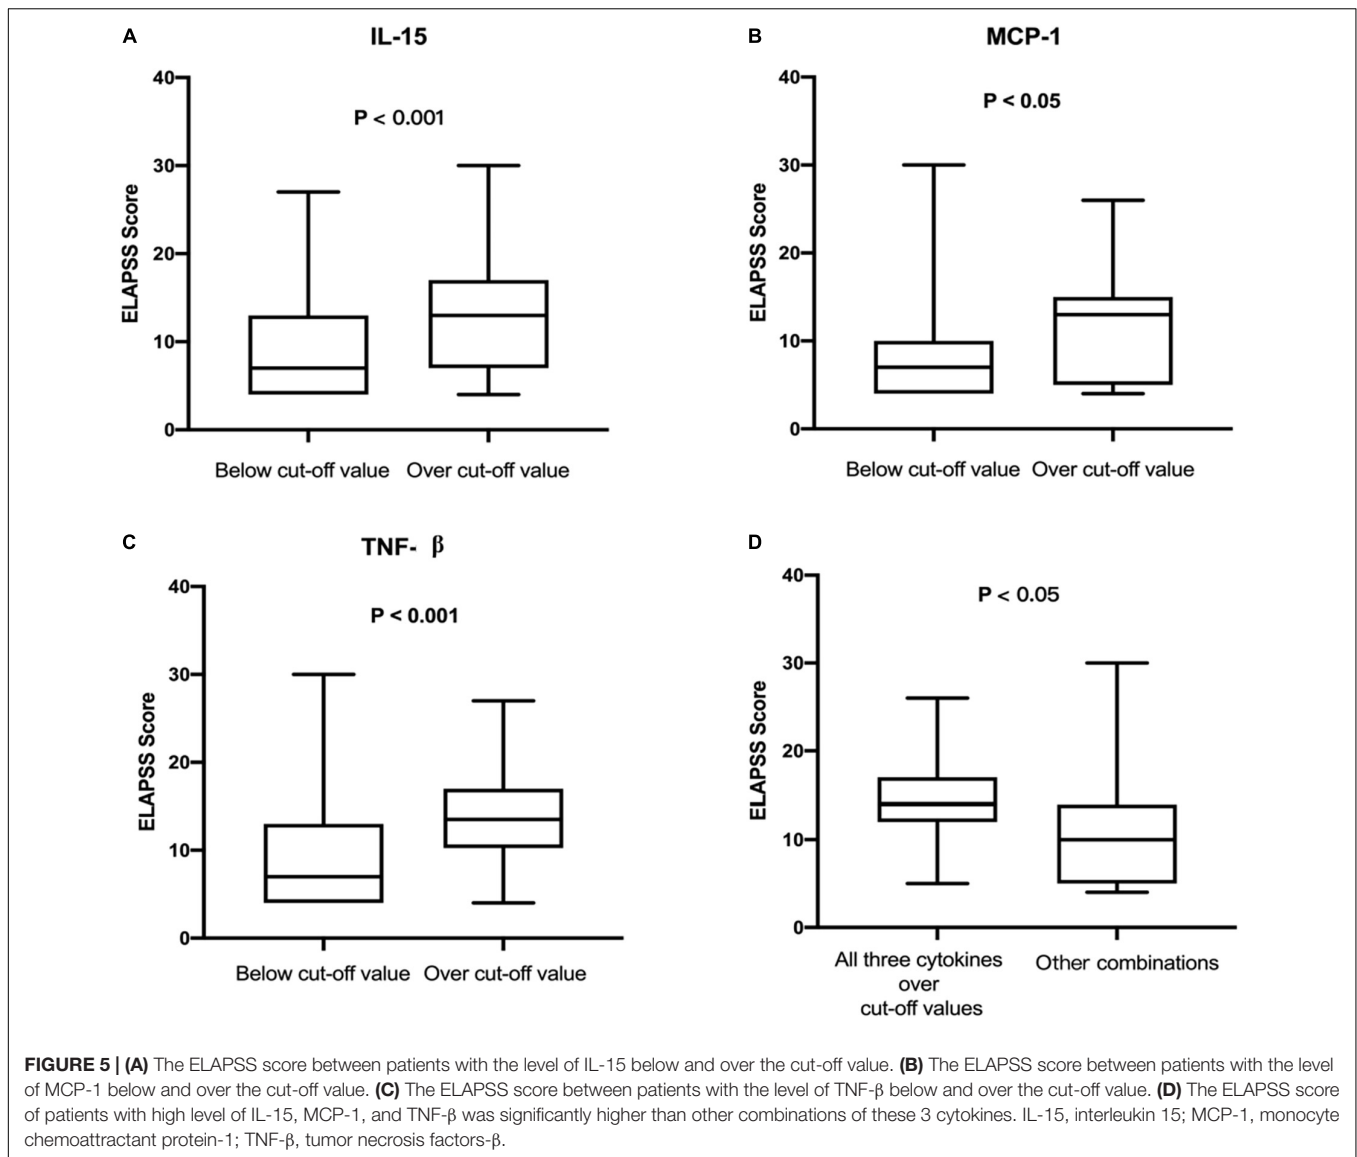 A
IL-15
P < 0.001
ELAPSS Score
40
30
20
10
0
Below cut-off value
Over cut-off value
B
MCP-1
P < 0.05
ELAPSS Score
40
30
20
10
0
Below cut-off value
Over cut-off value
C
TNF- β
P < 0.001
ELAPSS Score
40
30
20
10
0
Below cut-off value
Over cut-off value
D
P < 0.05
ELAPSS Score
40
30
20
10
0
All three cytokines
over
cut-off values
Other combinations
FIGURE 5 | (A) The ELAPSS score between patients with the level of IL-15 below and over the cut-off value. (B) The ELAPSS score between patients with the level
of MCP-1 below and over the cut-off value. (C) The ELAPSS score between patients with the level of TNF-β below and over the cut-off value. (D) The ELAPSS score
of patients with high level of IL-15, MCP-1, and TNF-β was significantly higher than other combinations of these 3 cytokines. IL-15, interleukin 15; MCP-1, monocyte
chemoattractant protein-1; TNF-β, tumor necrosis factors-β.